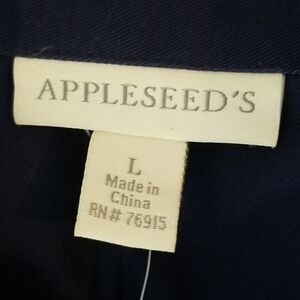 APPLESEED'S
L
Made in
China
RN# 76915